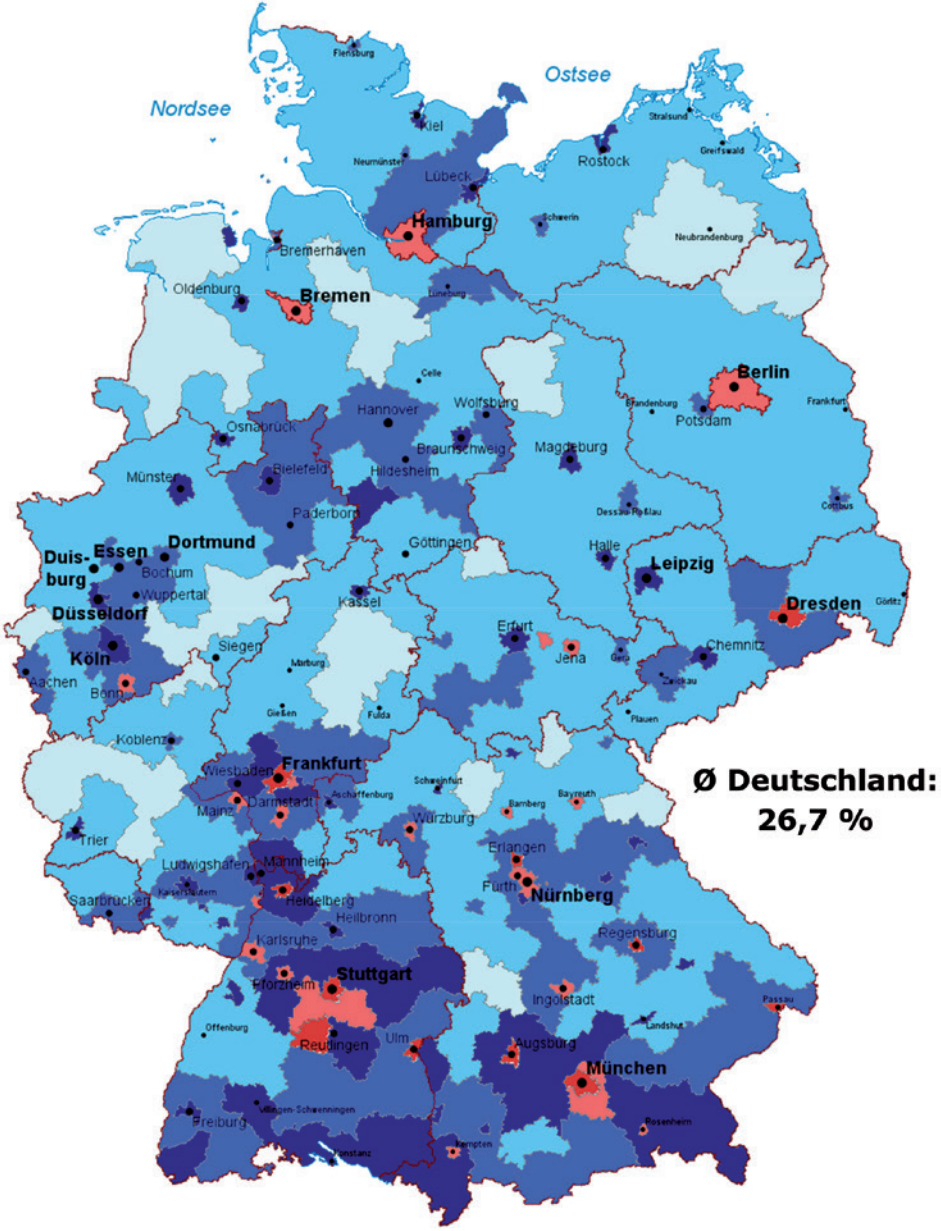 Flensburg
Ostsee
Nordsee
Kiel
Stralsund
Greifswald
Neumünster
Rostock
Lübeck
Hamburg
Schwerin
Neubrandenburg
Bremerhaven
Oldenburg
Bremen
Lüneburg
Celle
Berlin
Hannover
Wolfsburg
Brandenburg
Frankfurt
Potsdam
Osnabrück
Braunschweig
Magdeburg
Hildesheim
Bielefeld
Münster
Cottbus
Dessau-Roßlau
Paderborn
Göttingen
Dortmund
Essen
Duis-
burg
Bochum
Halle
Leipzig
Wuppertal
Kassel
Düsseldorf
Dresden
Görlitz
Erfurt
Jena
Gera
Chemnitz
Siegen
Köln
Marburg
Zwickau
Aachen
Bonn
Gießen
Fulda
Plauen
Koblenz
Frankfurt
Wiesbaden
Schweinfurt
Ø Deutschland:
26,7 %
Aschaffenburg
Bayreuth
Mainz
Darmstadt
Bamberg
Würzburg
Trier
Erlangen
Ludwigshafen
Mannheim
Fürth
Nürnberg
Kaiserslautern
Saarbrücken
Heidelberg
Heilbronn
Regensburg
Karlsruhe
Pforzheim
Stuttgart
Ingolstadt
Passau
Offenburg
Landshut
Reutlingen
Ulm
Augsburg
München
Villingen-Schwenningen
Freiburg
Rosenheim
Kempten
Konstanz